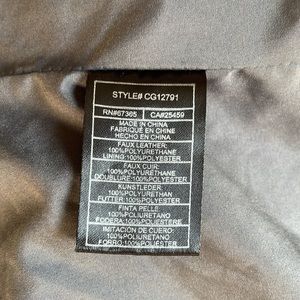 STYLE# CG12791
RN#67365 CA#25459
MADE IN CHINA
FABRIQUÉ EN CHINE
HECHO EN CHINA
FAUX LEATHER:
100%POLYURETHANE
LINING:100%POLYESTER
FAUX CUIR:
100%POLYURETHANE
DOUBLURE:100%POLYESTER
KUNSTLEDER:
100%POLYURETHAN
FUTTER:100%POLYESTER
FINTA PELLE:
100%POLIURETANO
FODERA:100%POLIESTERE
IMITACIÓN DE CUERO:
100%POLIURETANO
FORRO:100%POLIÉSTER